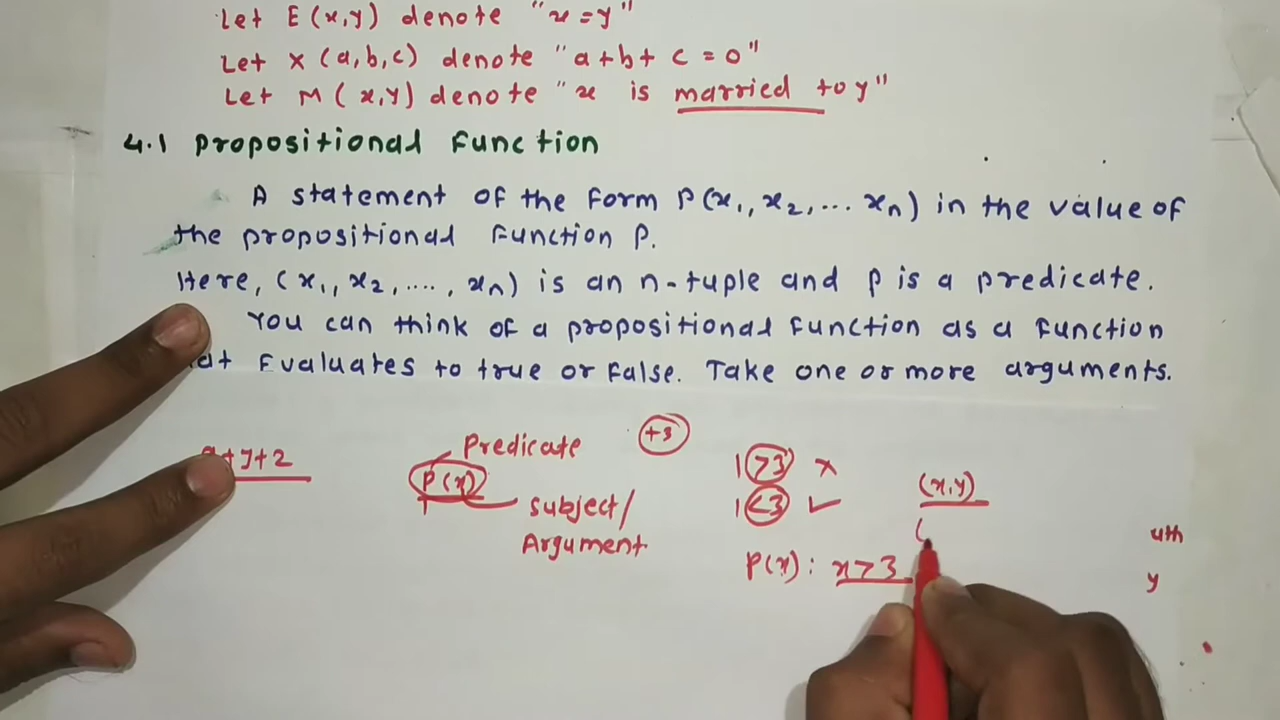 Let E(x,y) denote "x=y"
Let X(a,b,c) denote "a+b+c=0"
Let M(x,y) denote "x is married to y"
4.1 Propositional Function
A statement of the form P(x₁,x₂,... xₙ) in the value of
the propositional function P.
Here, (x₁,x₂,....,xₙ) is an n-tuple and P is a predicate.
You can think of a propositional function as a function
at Evaluates to true or false. Take one or more arguments.
+y+2
Predicate
P(x)
subject/
Argument
+3
1>3 ×
1<3 ✓
P(x): x>3
(x,y)
(
uth
y